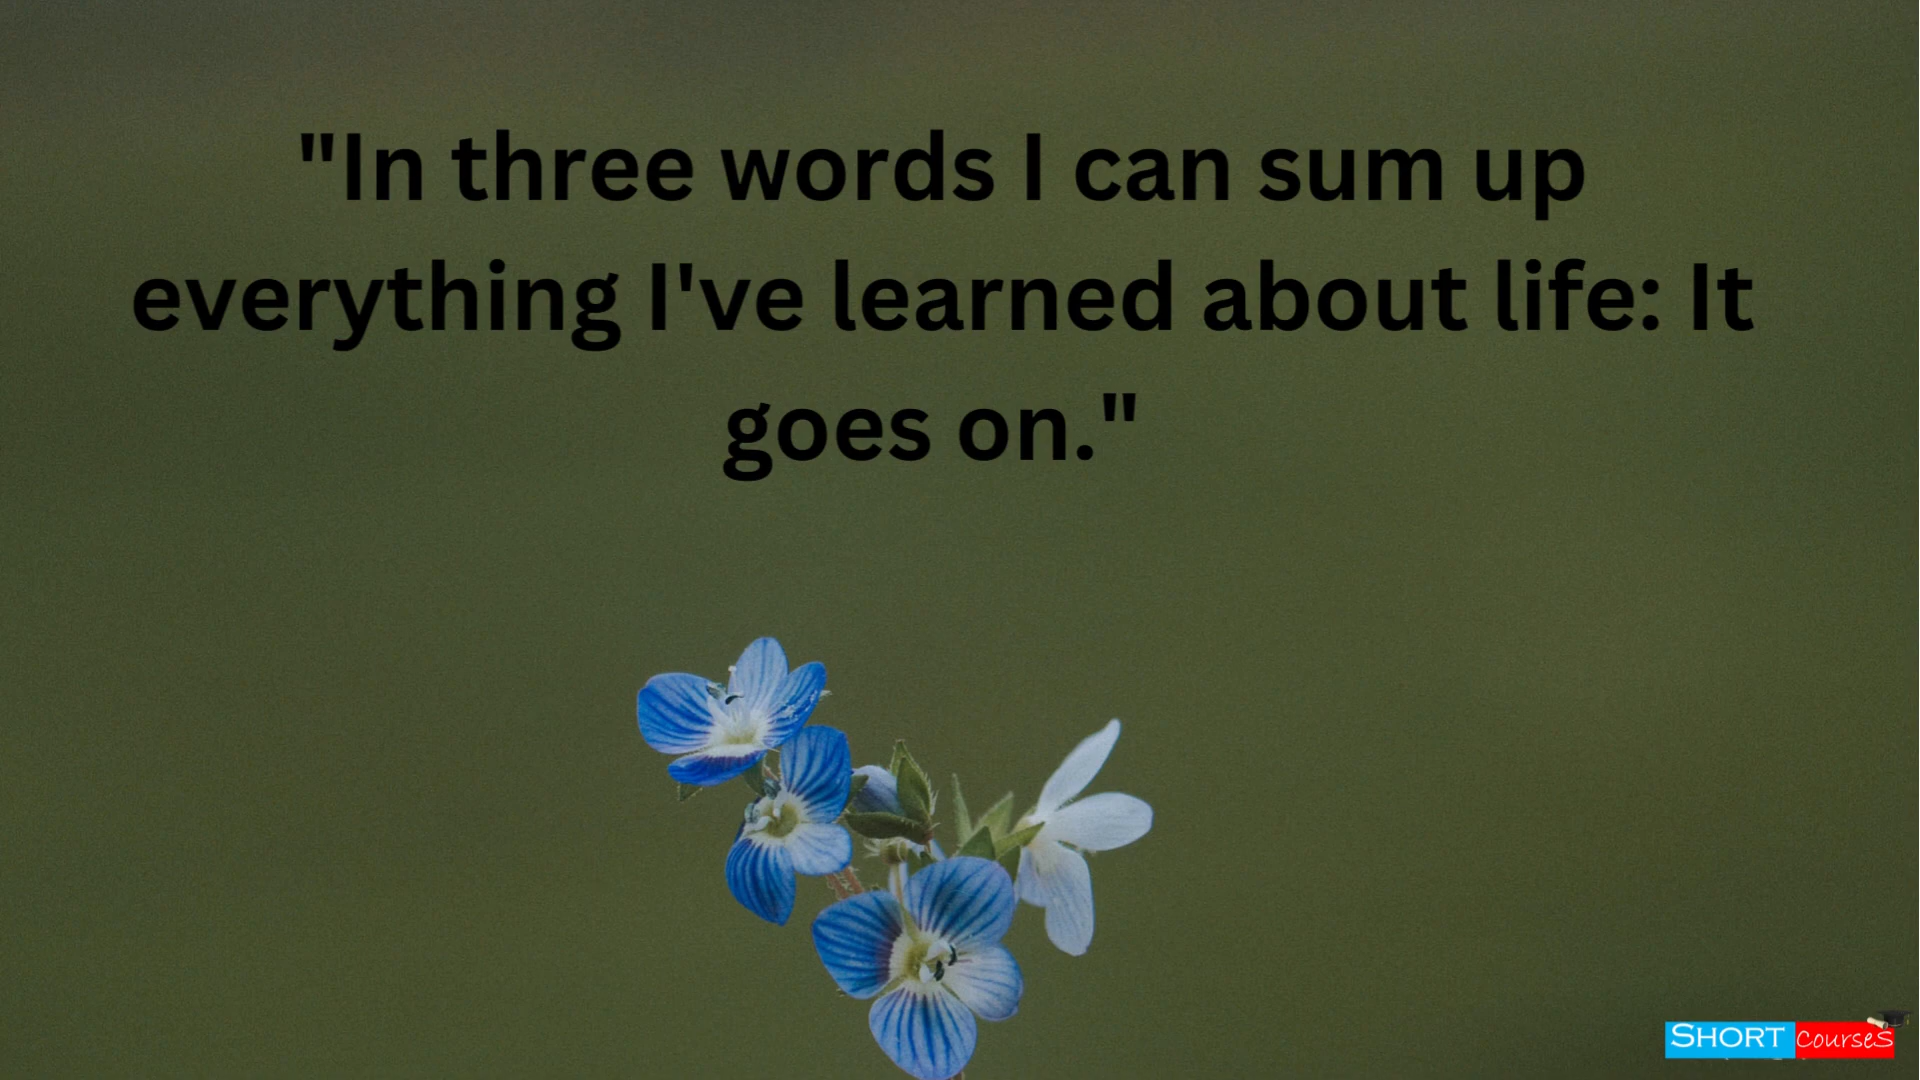 "In three words I can sum up
everything I've learned about life: It
goes on."
SHORT CourseS